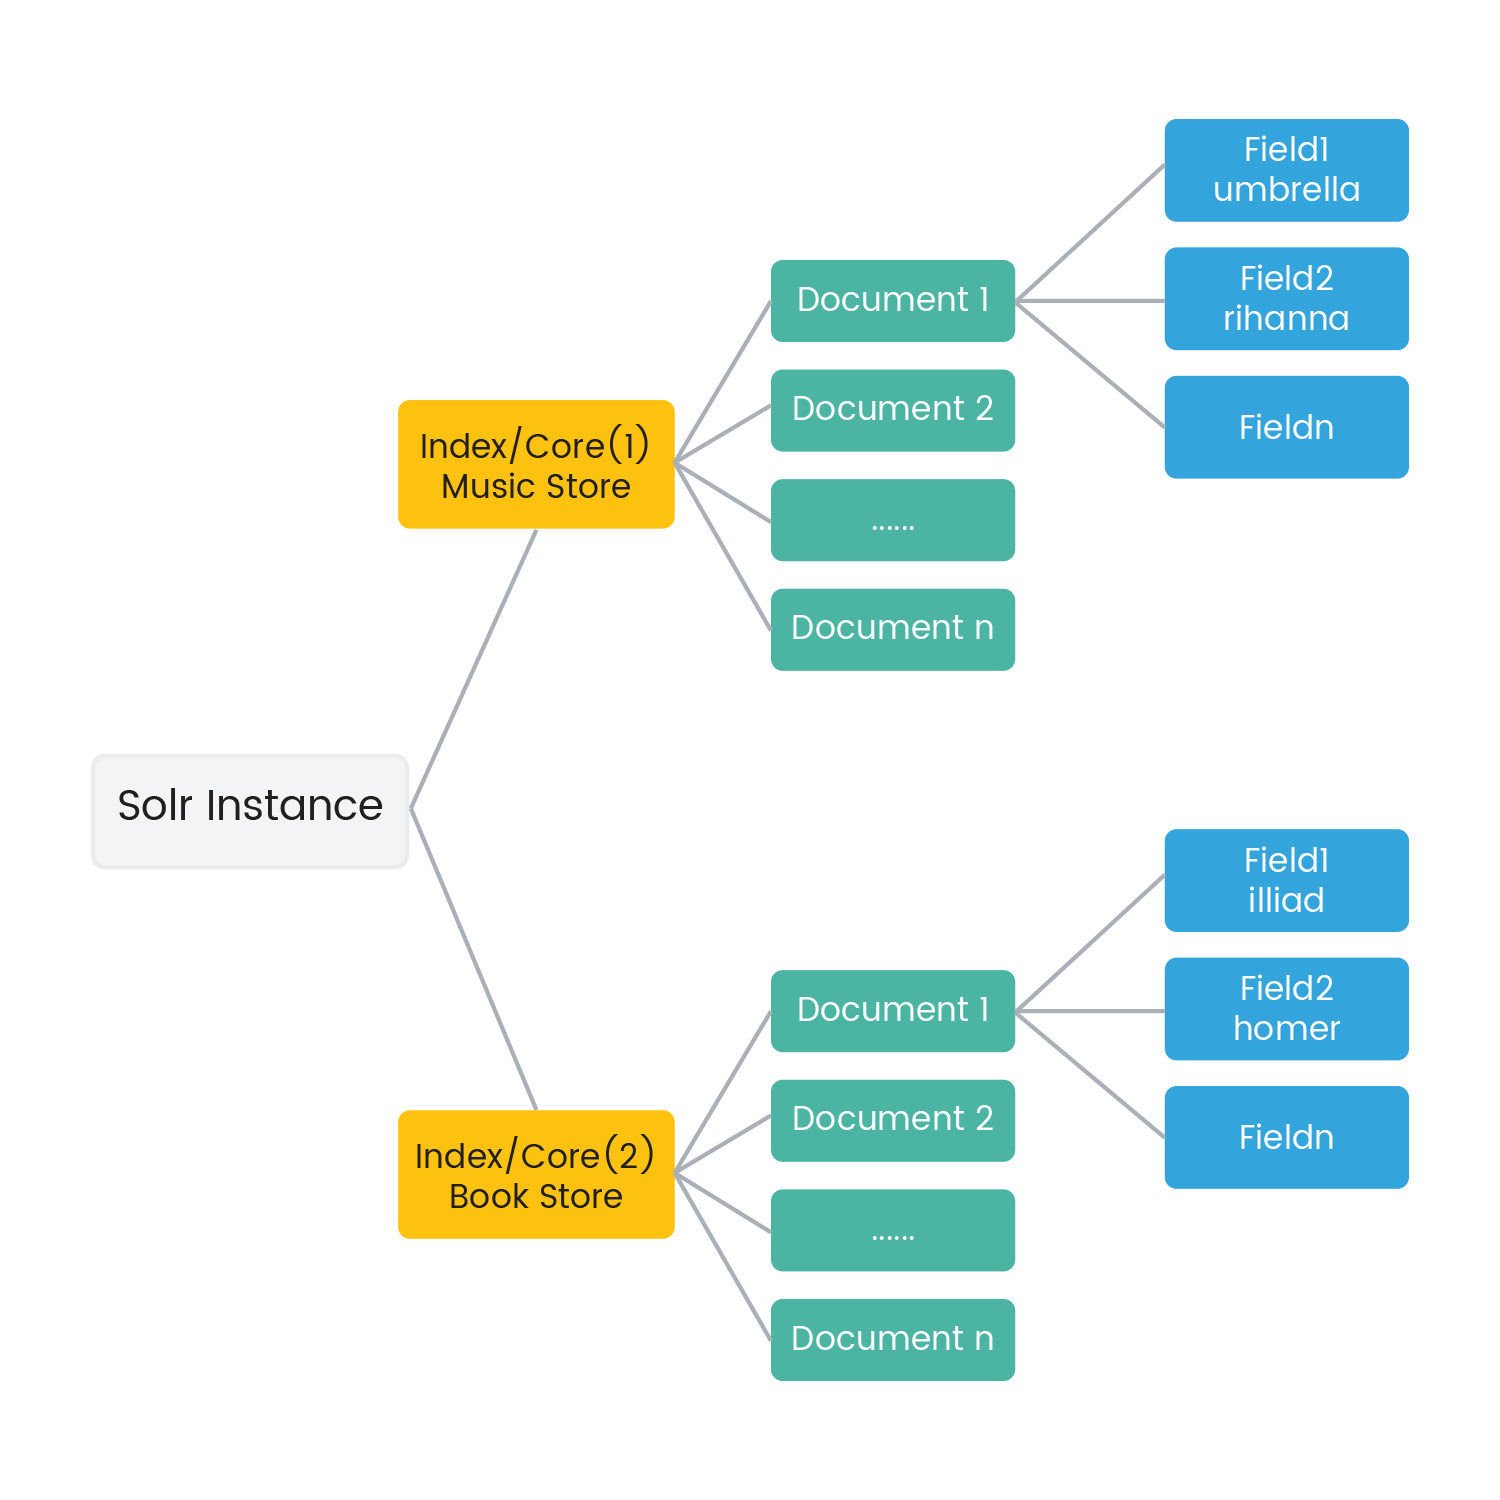 Solr Instance
Index/Core(1)
Music Store
Document 1
Document 2
......
Document n
Field1
umbrella
Field2
rihanna
Fieldn
Index/Core(2)
Book Store
Document 1
Document 2
......
Document n
Field1
illiad
Field2
homer
Fieldn